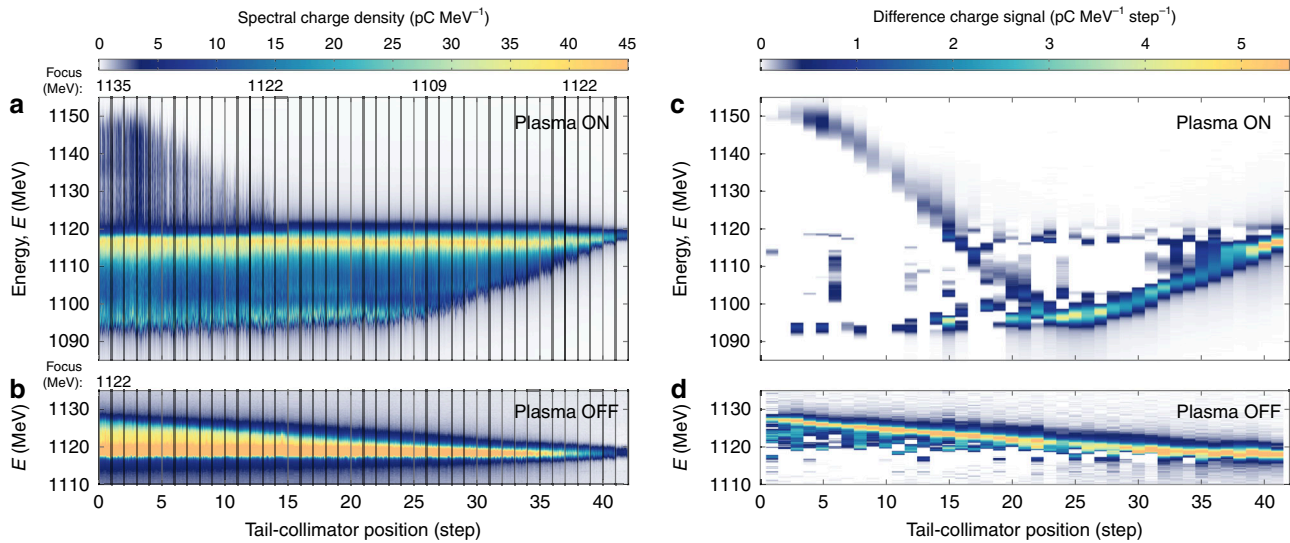 Spectral charge density (pC MeV⁻¹)
0 5 10 15 20 25 30 35 40 45
Focus
(MeV):
1135 1122 1109 1122
a
Plasma ON
1150
1140
1130
1120
1110
1100
1090
Energy, E (MeV)
Focus
(MeV):
1122
b
Plasma OFF
1130
1120
1110
E (MeV)
0 5 10 15 20 25 30 35 40
Tail-collimator position (step)
Difference charge signal (pC MeV⁻¹ step⁻¹)
0 1 2 3 4 5
c
Plasma ON
1150
1140
1130
1120
1110
1100
1090
Energy, E (MeV)
d
Plasma OFF
1130
1120
1110
E (MeV)
0 5 10 15 20 25 30 35 40
Tail-collimator position (step)